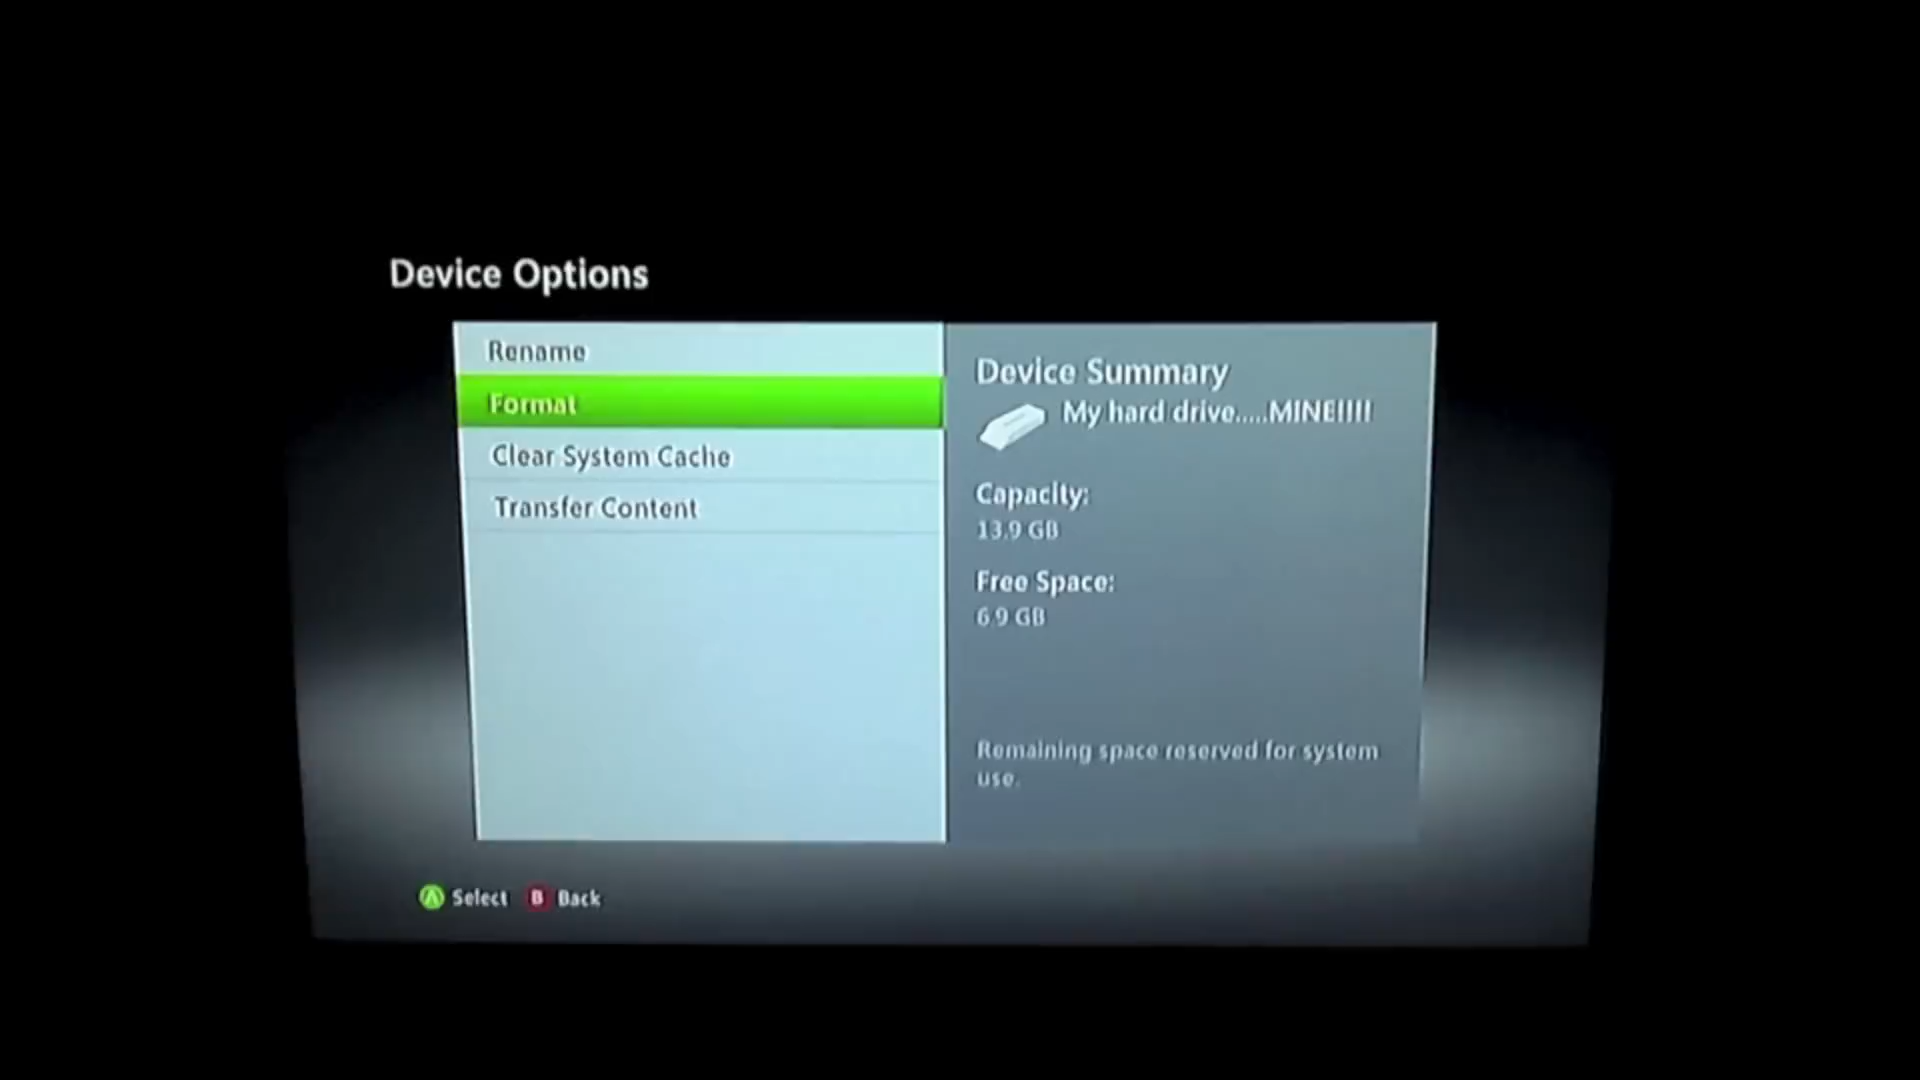 Device Options
Rename
Format
Clear System Cache
Transfer Content
Device Summary
My hard drive.....MINE!!!!
Capacity:
13.9 GB
Free Space:
6.9 GB
Remaining space reserved for system
use.
A Select B Back